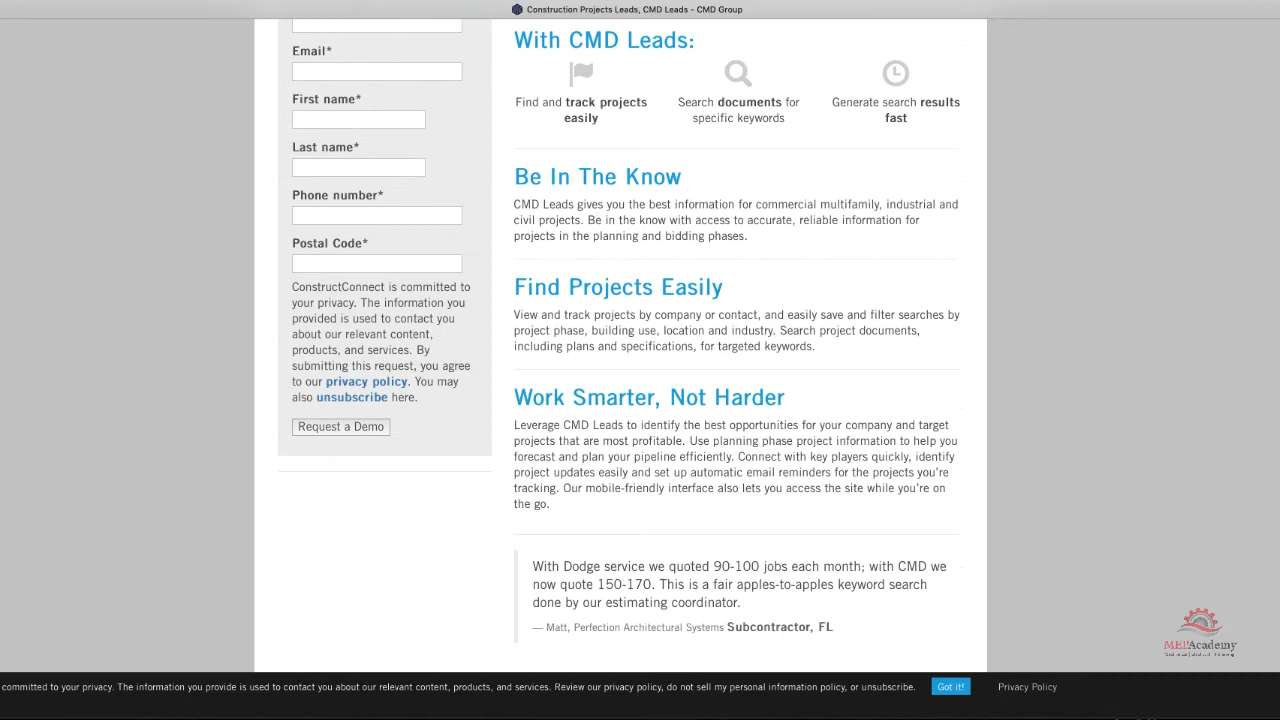 Construction Projects Leads, CMD Leads - CMD Group
Email*
First name*
Last name*
Phone number*
Postal Code*
ConstructConnect is committed to
your privacy. The information you
provided is used to contact you
about our relevant content,
products, and services. By
submitting this request, you agree
to our privacy policy. You may
also unsubscribe here.
Request a Demo
With CMD Leads:
Find and track projects
easily
Search documents for
specific keywords
Generate search results
fast
Be In The Know
CMD Leads gives you the best information for commercial multifamily, industrial and
civil projects. Be in the know with access to accurate, reliable information for
projects in the planning and bidding phases.
Find Projects Easily
View and track projects by company or contact, and easily save and filter searches by
project phase, building use, location and industry. Search project documents,
including plans and specifications, for targeted keywords.
Work Smarter, Not Harder
Leverage CMD Leads to identify the best opportunities for your company and target
projects that are most profitable. Use planning phase project information to help you
forecast and plan your pipeline efficiently. Connect with key players quickly, identify
project updates easily and set up automatic email reminders for the projects you're
tracking. Our mobile-friendly interface also lets you access the site while you're on
the go.
With Dodge service we quoted 90-100 jobs each month; with CMD we
now quote 150-170. This is a fair apples-to-apples keyword search
done by our estimating coordinator.
— Matt, Perfection Architectural Systems Subcontractor, FL
MEPAcademy
committed to your privacy. The information you provide is used to contact you about our relevant content, products, and services. Review our privacy policy, do not sell my personal information policy, or unsubscribe.
Got it!
Privacy Policy